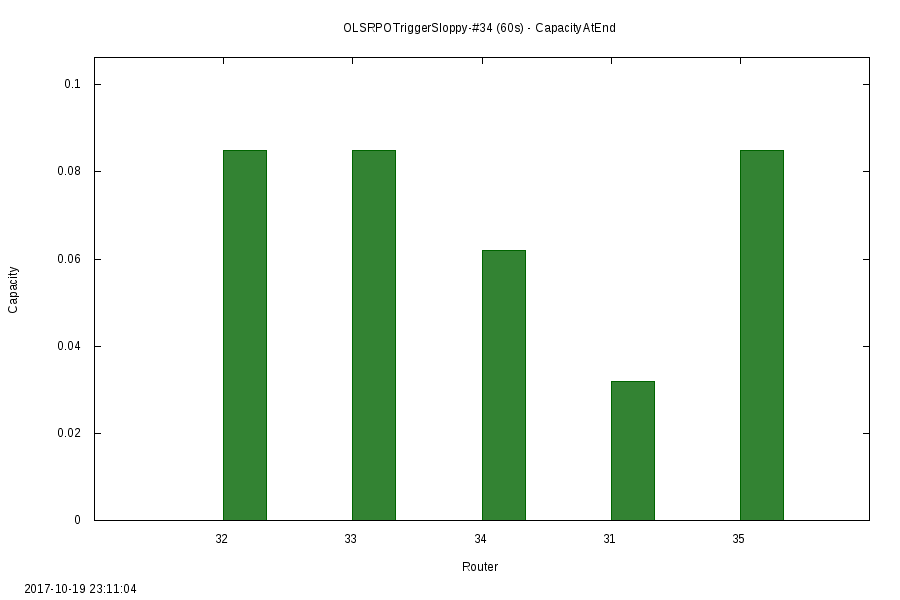 OLSRPOTriggerSloppy-#34 (60s) - CapacityAtEnd
0.1
0.08
0.06
0.04
0.02
0
Capacity
32 33 34 31 35
Router
2017-10-19 23:11:04